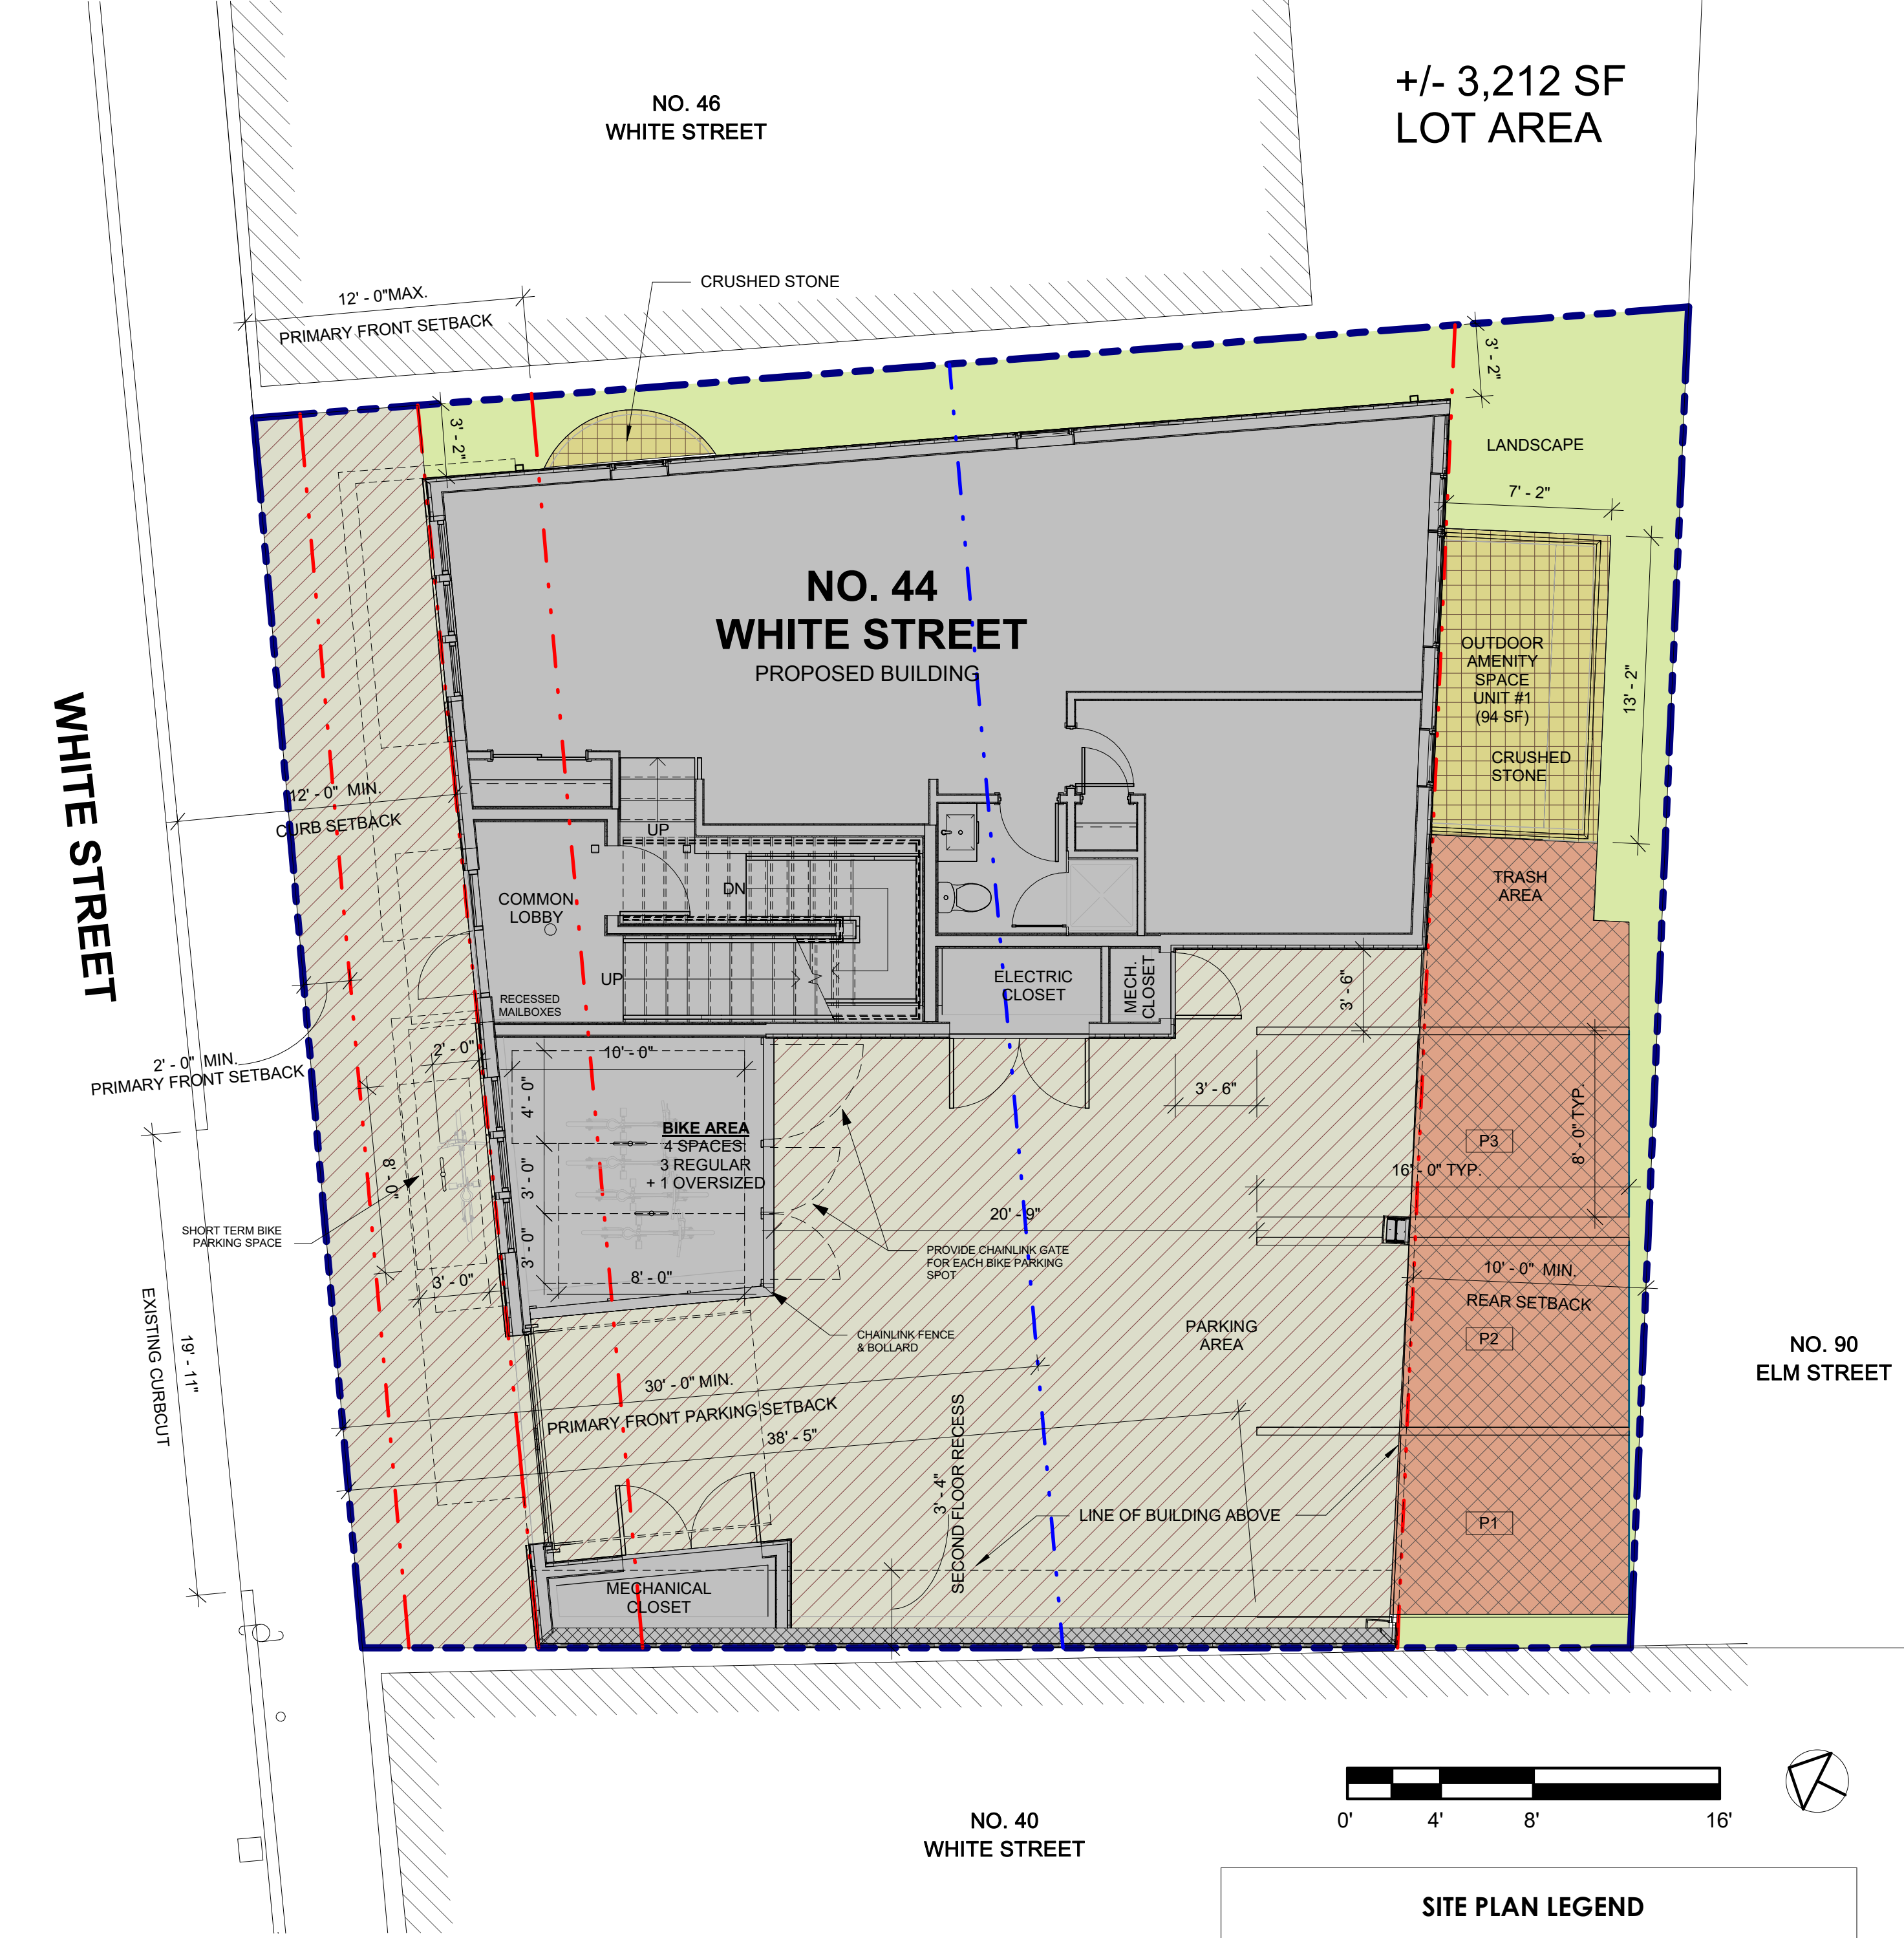 +/- 3,212 SF
LOT AREA
NO. 46
WHITE STREET
CRUSHED STONE
12' - 0"MAX.
PRIMARY FRONT SETBACK
3' - 2"
3' - 2"
LANDSCAPE
7' - 2"
NO. 44
WHITE STREET
PROPOSED BUILDING
OUTDOOR
AMENITY
SPACE
UNIT #1
(94 SF)
13' - 2"
CRUSHED
STONE
WHITE STREET
12' - 0" MIN.
CURB SETBACK
UP
DN
COMMON
LOBBY
TRASH
AREA
UP
RECESSED
MAILBOXES
ELECTRIC
CLOSET
MECH.
CLOSET
3' - 6"
2' - 0" MIN.
PRIMARY FRONT SETBACK
2' - 0"
10' - 0"
4' - 0"
3' - 6"
8' - 0" TYP.
BIKE AREA
4 SPACES:
3 REGULAR
+ 1 OVERSIZED
P3
16' - 0" TYP.
8' - 0"
3' - 0"
20' - 9"
SHORT TERM BIKE
PARKING SPACE
3' - 0"
3' - 0"
8' - 0"
PROVIDE CHAINLINK GATE
FOR EACH BIKE PARKING
SPOT
10' - 0" MIN.
REAR SETBACK
CHAINLINK FENCE
& BOLLARD
PARKING
AREA
P2
NO. 90
ELM STREET
EXISTING CURBCUT
19' - 11"
30' - 0" MIN.
PRIMARY FRONT PARKING SETBACK
38' - 5"
3' - 4"
SECOND FLOOR RECESS
LINE OF BUILDING ABOVE
P1
MECHANICAL
CLOSET
NO. 40
WHITE STREET
0' 4' 8' 16'
SITE PLAN LEGEND